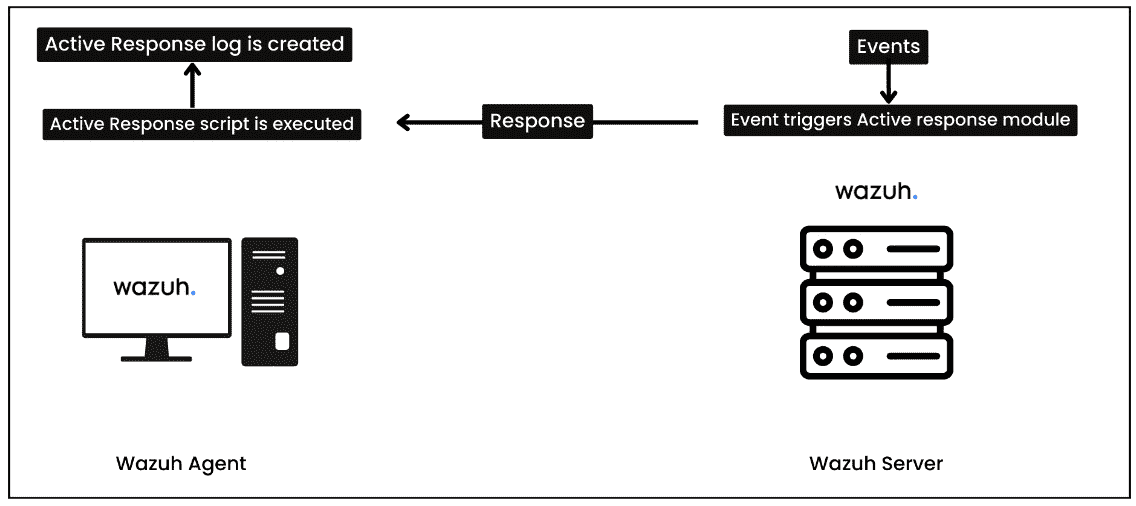 Active Response log is created
Events
Active Response script is executed
Response
Event triggers Active response module
wazuh.
wazuh.
Wazuh Agent
Wazuh Server